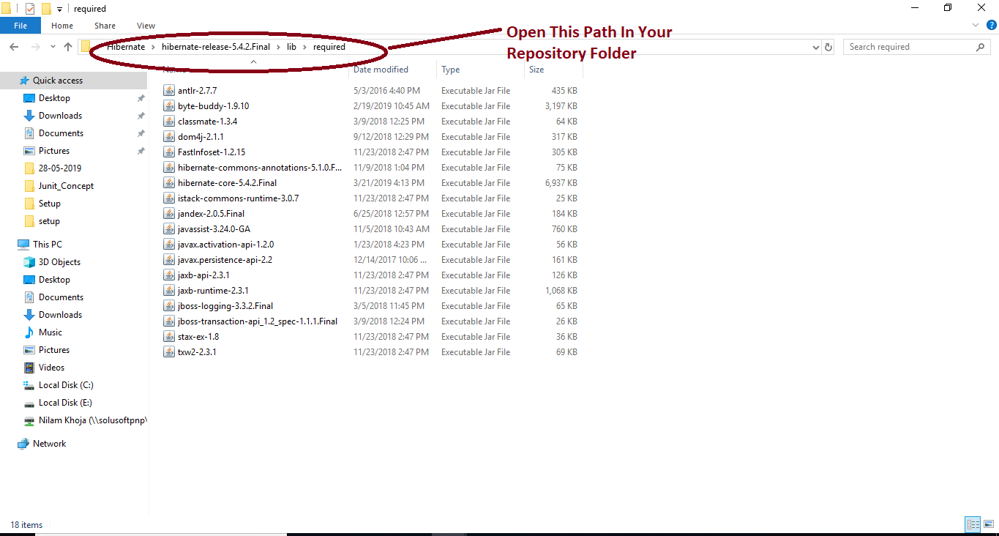 required
File Home Share View
Hibernate > hibernate-release-5.4.2.Final > lib > required
Search required
Open This Path In Your
Repository Folder
Date modified Type Size
Quick access
Desktop
Downloads
Documents
Pictures
28-05-2019
Junit_Concept
Setup
setup
This PC
3D Objects
Desktop
Documents
Downloads
Music
Pictures
Videos
Local Disk (C:)
Local Disk (E:)
Nilam Khoja (\\solusoftpnp\
Network
antlr-2.7.7 5/3/2016 4:40 PM Executable Jar File 435 KB
byte-buddy-1.9.10 2/19/2019 10:45 AM Executable Jar File 3,197 KB
classmate-1.3.4 3/9/2018 12:25 PM Executable Jar File 64 KB
dom4j-2.1.1 9/12/2018 12:29 PM Executable Jar File 317 KB
FastInfoset-1.2.15 11/23/2018 2:47 PM Executable Jar File 305 KB
hibernate-commons-annotations-5.1.0.F... 11/9/2018 1:04 PM Executable Jar File 75 KB
hibernate-core-5.4.2.Final 3/21/2019 4:13 PM Executable Jar File 6,937 KB
istack-commons-runtime-3.0.7 11/23/2018 2:47 PM Executable Jar File 25 KB
jandex-2.0.5.Final 6/25/2018 12:57 PM Executable Jar File 184 KB
javassist-3.24.0-GA 11/5/2018 10:43 AM Executable Jar File 760 KB
javax.activation-api-1.2.0 1/23/2018 4:23 PM Executable Jar File 56 KB
javax.persistence-api-2.2 12/14/2017 10:06 ... Executable Jar File 161 KB
jaxb-api-2.3.1 11/23/2018 2:47 PM Executable Jar File 126 KB
jaxb-runtime-2.3.1 11/23/2018 2:47 PM Executable Jar File 1,068 KB
jboss-logging-3.3.2.Final 3/5/2018 11:45 PM Executable Jar File 65 KB
jboss-transaction-api_1.2_spec-1.1.1.Final 3/9/2018 12:24 PM Executable Jar File 26 KB
stax-ex-1.8 11/23/2018 2:47 PM Executable Jar File 36 KB
txw2-2.3.1 11/23/2018 2:47 PM Executable Jar File 69 KB
18 items